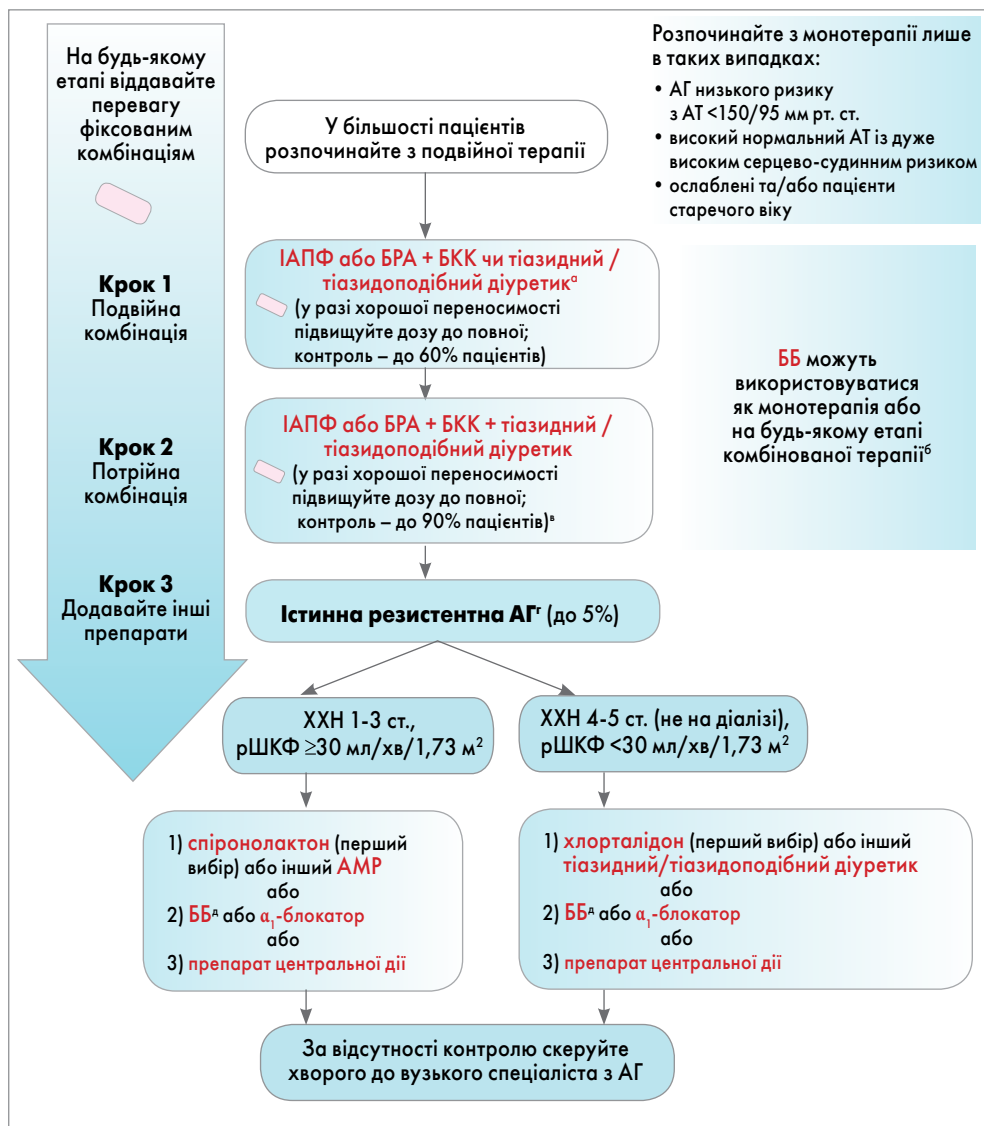 На будь-якому
етапі віддавайте
перевагу
фіксованим
комбінаціям
Крок 1
Подвійна
комбінація
Крок 2
Потрійна
комбінація
Крок 3
Додавайте інші
препарати
Розпочинайте з монотерапії лише
в таких випадках:
• АГ низького ризику
з АТ <150/95 мм рт. ст.
• високий нормальний АТ із дуже
високим серцево-судинним ризиком
• ослаблені та/або пацієнти
старечого віку
У більшості пацієнтів
розпочинайте з подвійної терапії
ІАПФ або БРА + БКК чи тіазидний /
тіазидоподібний діуретикᵃ
(у разі хорошої переносимості
підвищуйте дозу до повної;
контроль – до 60% пацієнтів)
ІАПФ або БРА + БКК + тіазидний /
тіазидоподібний діуретик
(у разі хорошої переносимості
підвищуйте дозу до повної;
контроль – до 90% пацієнтів)ᵛ
ББ можуть
використовуватися
як монотерапія або
на будь-якому етапі
комбінованої терапіїᵇ
Істинна резистентна АГᴦ (до 5%)
ХХН 1-3 ст.,
рШКФ ≥30 мл/хв/1,73 м²
ХХН 4-5 ст. (не на діалізі),
рШКФ <30 мл/хв/1,73 м²
1) спіронолактон (перший
вибір) або інший АМР
або
2) ББᵈ або α₁-блокатор
або
3) препарат центральної дії
1) хлорталідон (перший вибір) або інший
тіазидний/тіазидоподібний діуретик
або
2) ББᵈ або α₁-блокатор
або
3) препарат центральної дії
За відсутності контролю скеруйте
хворого до вузького спеціаліста з АГ